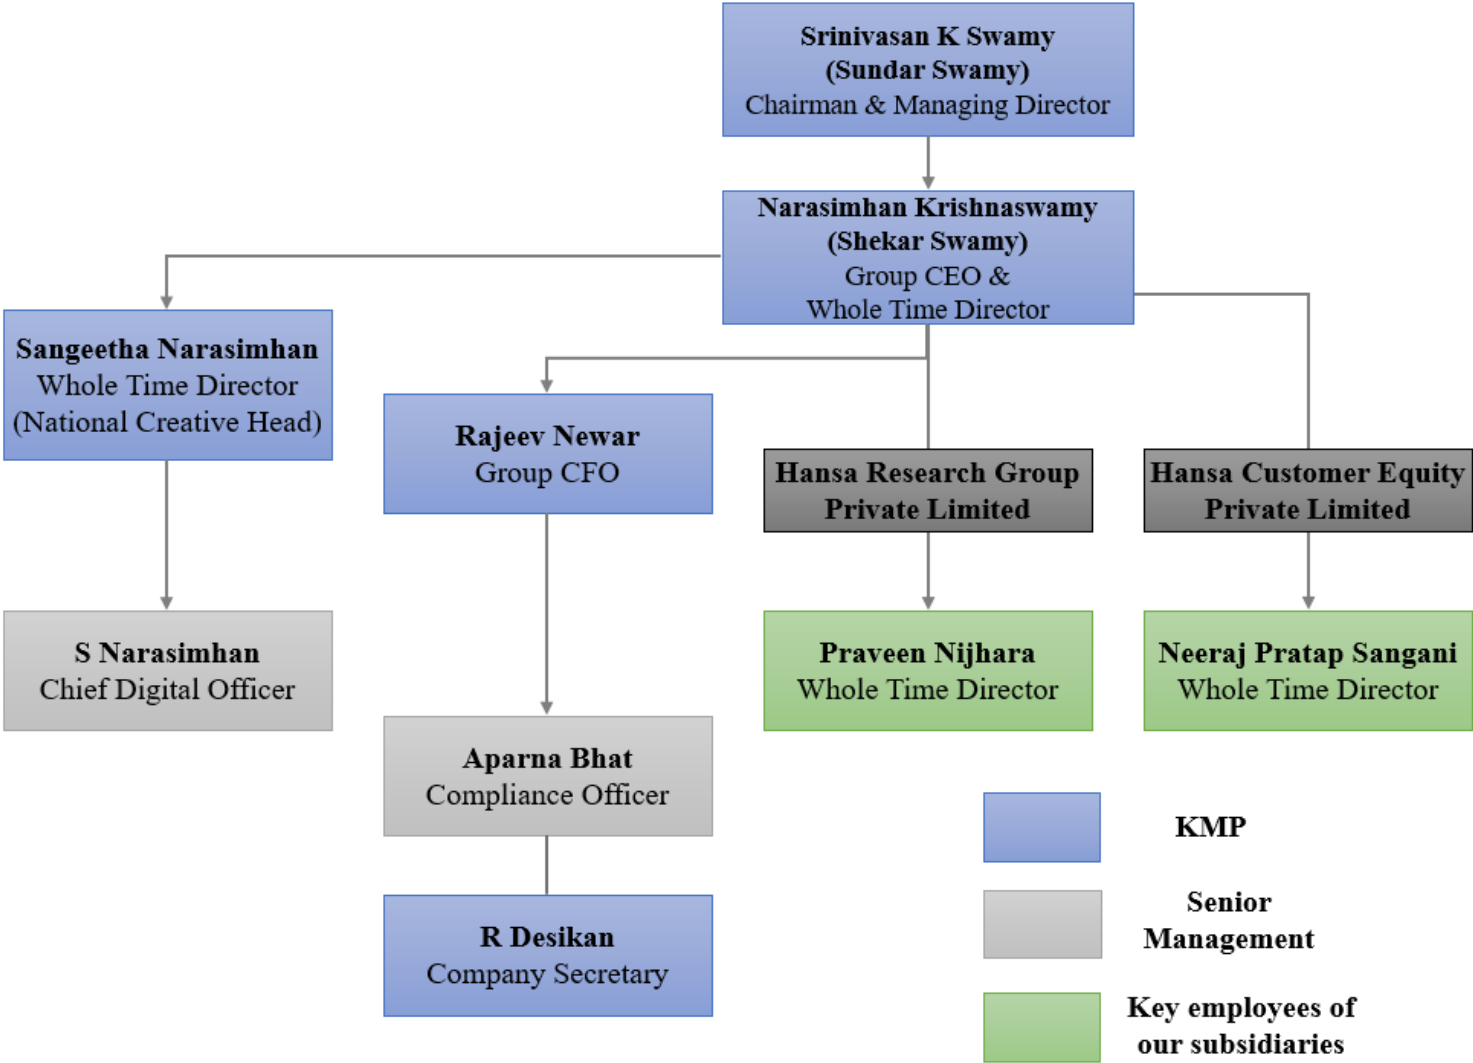 Srinivasan K Swamy
(Sundar Swamy)
Chairman & Managing Director
Narasimhan Krishnaswamy
(Shekar Swamy)
Group CEO &
Whole Time Director
Sangeetha Narasimhan
Whole Time Director
(National Creative Head)
Rajeev Newar
Group CFO
Hansa Research Group
Private Limited
Hansa Customer Equity
Private Limited
S Narasimhan
Chief Digital Officer
Praveen Nijhara
Whole Time Director
Neeraj Pratap Sangani
Whole Time Director
Aparna Bhat
Compliance Officer
R Desikan
Company Secretary
KMP
Senior
Management
Key employees of
our subsidiaries